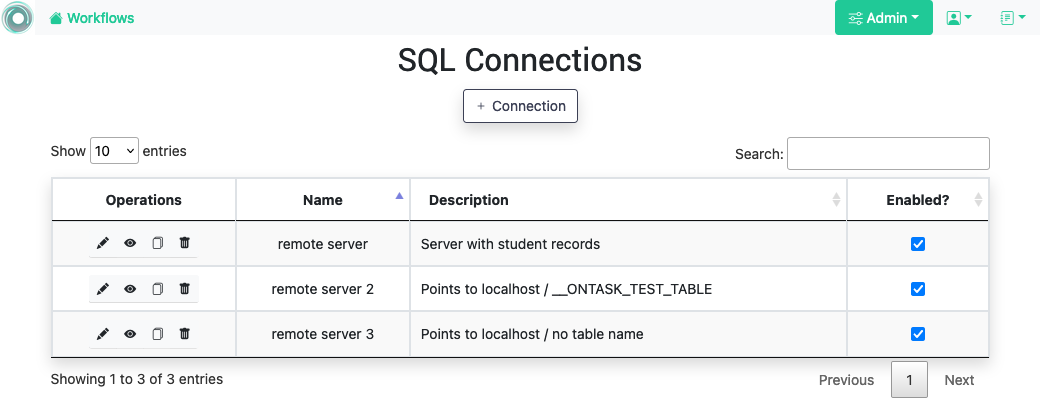 Workflows Admin
SQL Connections
+ Connection
Show 10 entries Search:
Operations Name Description Enabled?
remote server Server with student records
remote server 2 Points to localhost / ___ONTASK_TEST_TABLE
remote server 3 Points to localhost / no table name
Showing 1 to 3 of 3 entries Previous 1 Next